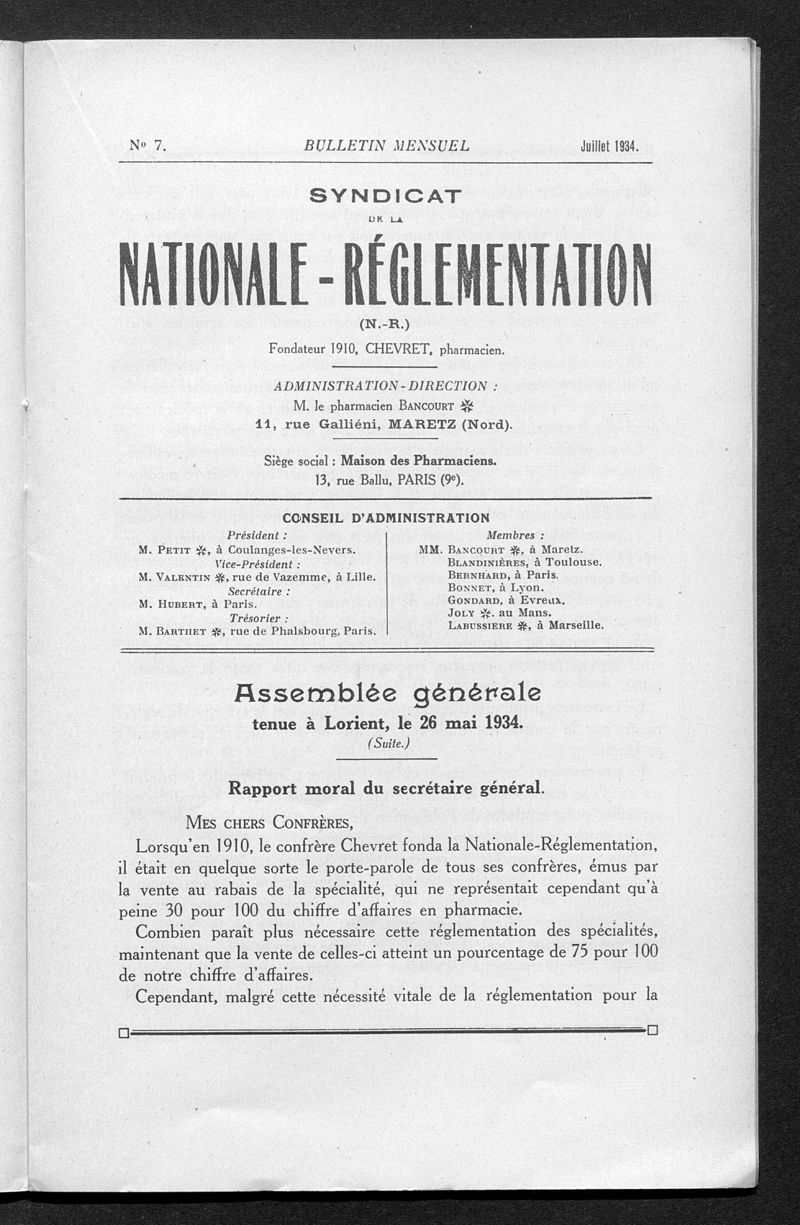 Nº 7.
BULLETIN MENSUEL
Juillet 1934.
SYNDICAT
DE LA
NATIONALE-RÉGLEMENTATION
(N.-R.)
Fondateur 1910, CHEVRET, pharmacien.
ADMINISTRATION-DIRECTION :
M. le pharmacien BANCOURT ✻
11, rue Galliéni, MARETZ (Nord).
Siège social : Maison des Pharmaciens.
13, rue Ballu, PARIS (9e).
CONSEIL D'ADMINISTRATION
Président :
M. PETIT ✻, à Coulanges-les-Nevers.
Vice-Président :
M. VALENTIN ✻, rue de Vazemme, à Lille.
Secrétaire :
M. HUBERT, à Paris.
Trésorier :
M. BARTHET ✻, rue de Phalsbourg, Paris.
Membres :
MM. BANCOURT ✻, à Maretz.
BLANDINIÈRES, à Toulouse.
BERNHARD, à Paris.
BONNET, à Lyon.
GONDARD, à Evreux.
JOLY ✻. au Mans.
LABUSSIERE ✻, à Marseille.
Assemblée générale
tenue à Lorient, le 26 mai 1934.
(Suite.)
Rapport moral du secrétaire général.
MES CHERS CONFRÈRES,
Lorsqu'en 1910, le confrère Chevret fonda la Nationale-Réglementation,
il était en quelque sorte le porte-parole de tous ses confrères, émus par
la vente au rabais de la spécialité, qui ne représentait cependant qu'à
peine 30 pour 100 du chiffre d'affaires en pharmacie.
Combien paraît plus nécessaire cette réglementation des spécialités,
maintenant que la vente de celles-ci atteint un pourcentage de 75 pour 100
de notre chiffre d'affaires.
Cependant, malgré cette nécessité vitale de la réglementation pour la